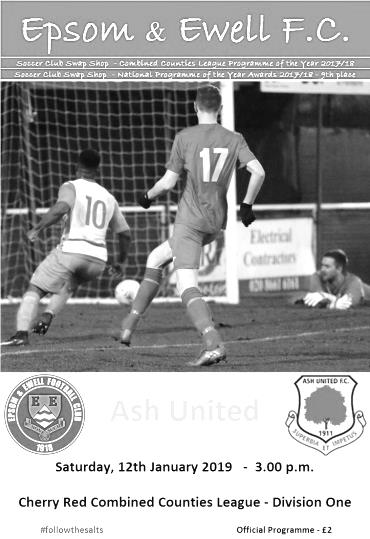 Epsom & Ewell F.C.
Soccer Club Swap Shop - Combined Counties League Programme of the Year 2017/18
Soccer Club Swap Shop - National Programme of the Year Awards 2017/18 - 9th place
17
10
Electrical
Contractors
EPSOM & EWELL FOOTBALL CLUB
E E
1918
Ash United
ASH UNITED F.C.
1911
SUPERBIA ET IMPETUS
Saturday, 12th January 2019 - 3.00 p.m.
Cherry Red Combined Counties League - Division One
#followthesalts
Official Programme - £2